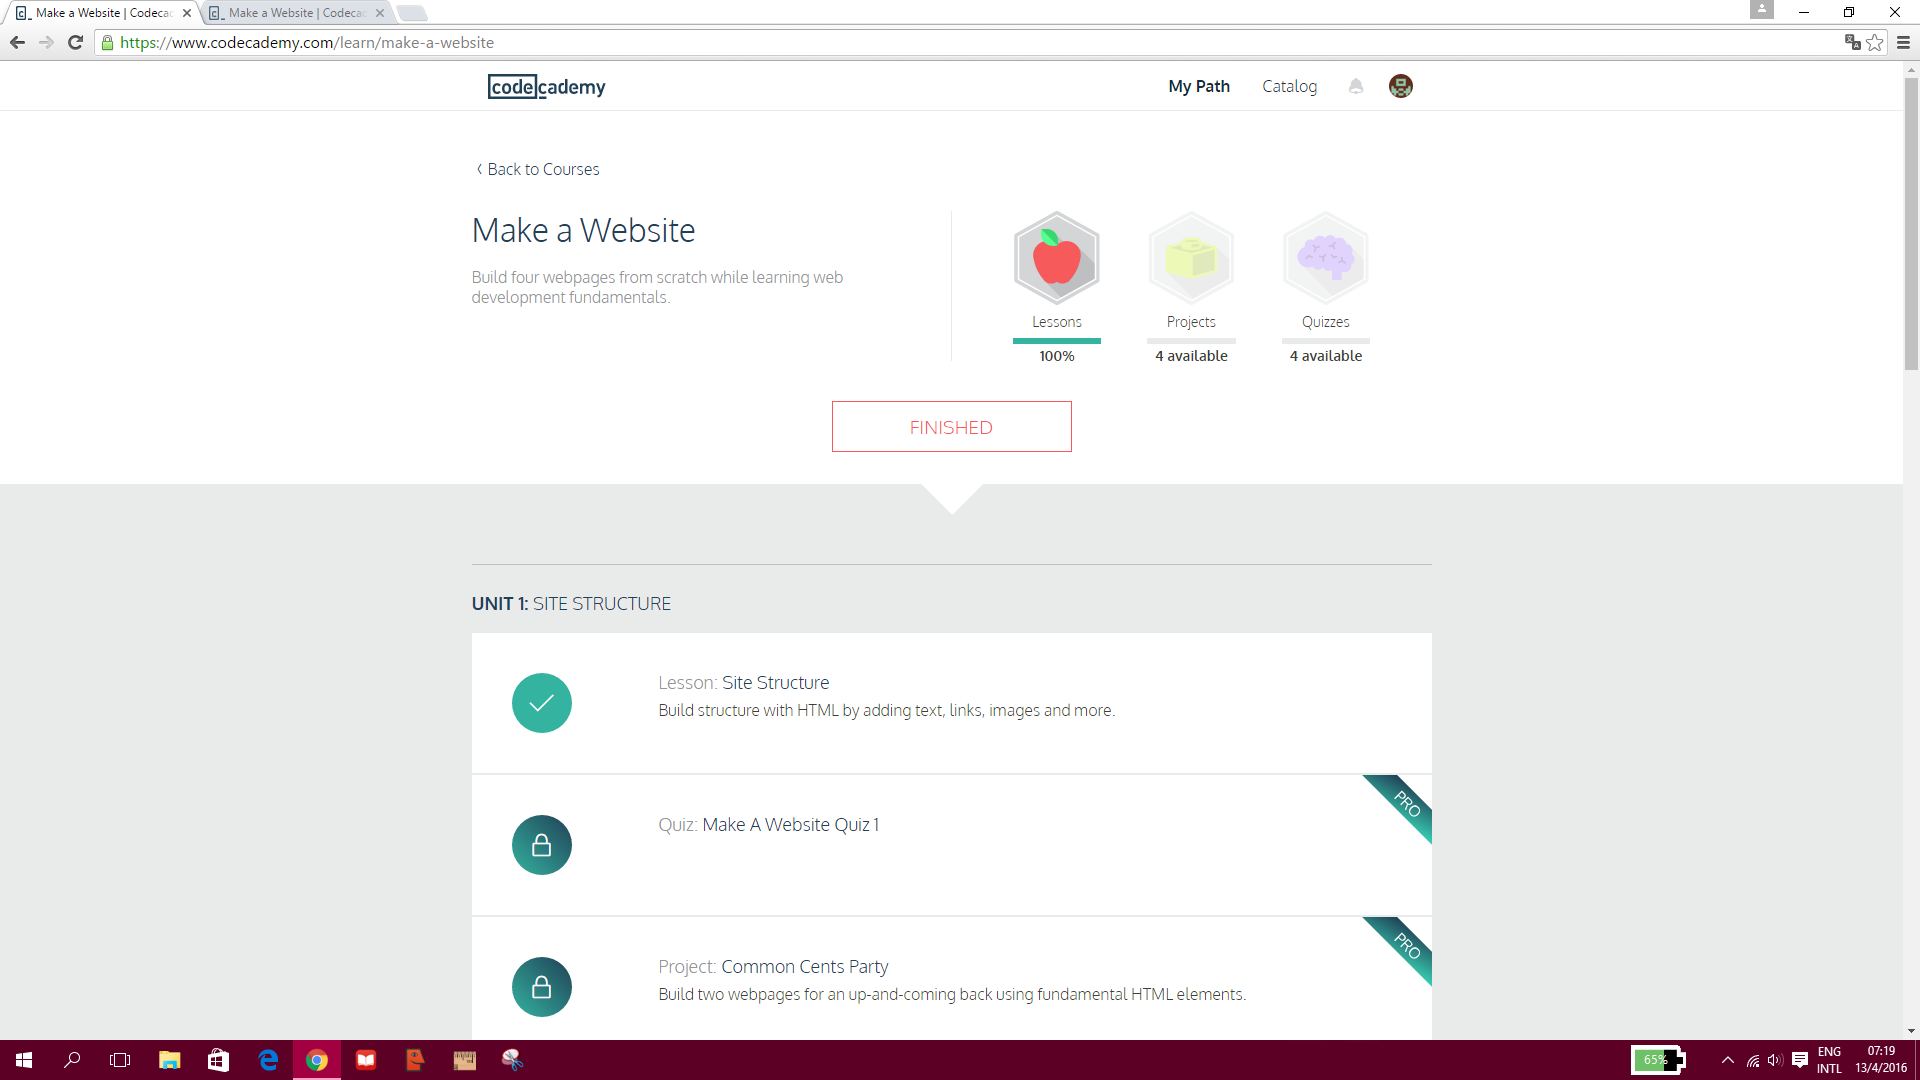 Make a Website | Codecac
Make a Website | Codecac
https://www.codecademy.com/learn/make-a-website
codecademy
My Path
Catalog
Back to Courses
Make a Website
Build four webpages from scratch while learning web
development fundamentals.
Lessons
100%
Projects
4 available
Quizzes
4 available
FINISHED
UNIT 1: SITE STRUCTURE
Lesson: Site Structure
Build structure with HTML by adding text, links, images and more.
Quiz: Make A Website Quiz 1
PRO
Project: Common Cents Party
Build two webpages for an up-and-coming back using fundamental HTML elements.
PRO
65%
ENG
INTL
07:19
13/4/2016